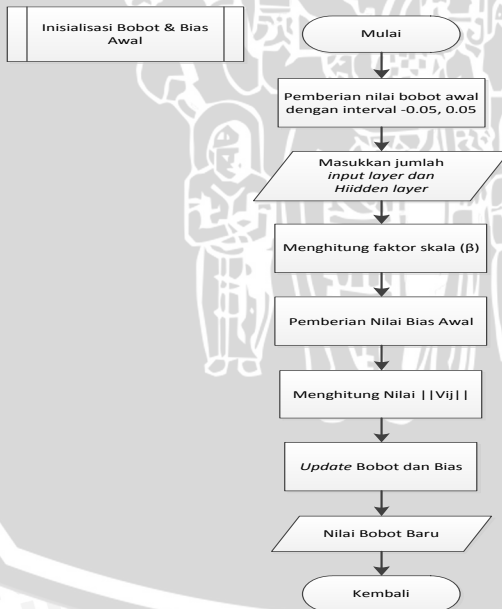 Inisialisasi Bobot & Bias
Awal
Mulai
Pemberian nilai bobot awal
dengan interval -0.05, 0.05
Masukkan jumlah
input layer dan
Hiidden layer
Menghitung faktor skala (β)
Pemberian Nilai Bias Awal
Menghitung Nilai ||Vij||
Update Bobot dan Bias
Nilai Bobot Baru
Kembali